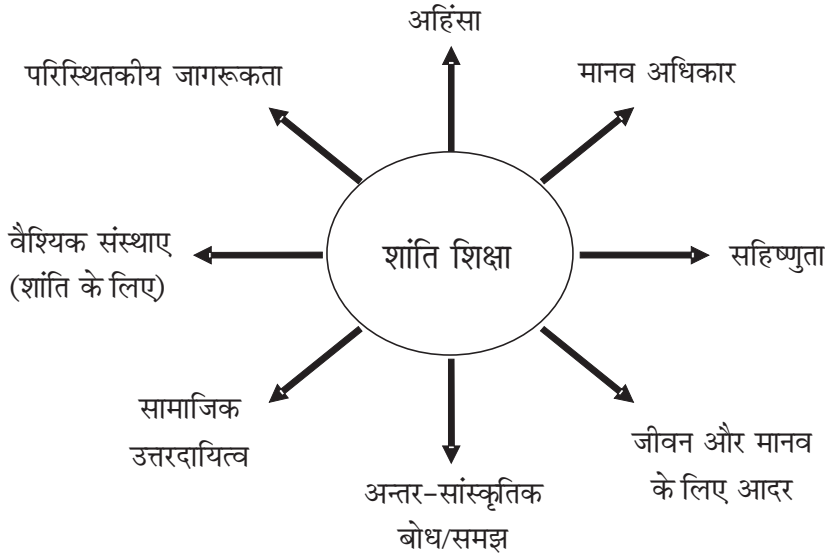 अहिंसा
परिस्थितकीय जागरूकता
मानव अधिकार
वैश्यिक संस्थाए
(शांति के लिए)
शांति शिक्षा
सहिष्णुता
सामाजिक
उत्तरदायित्व
जीवन और मानव
के लिए आदर
अन्तर-सांस्कृतिक
बोध/समझ